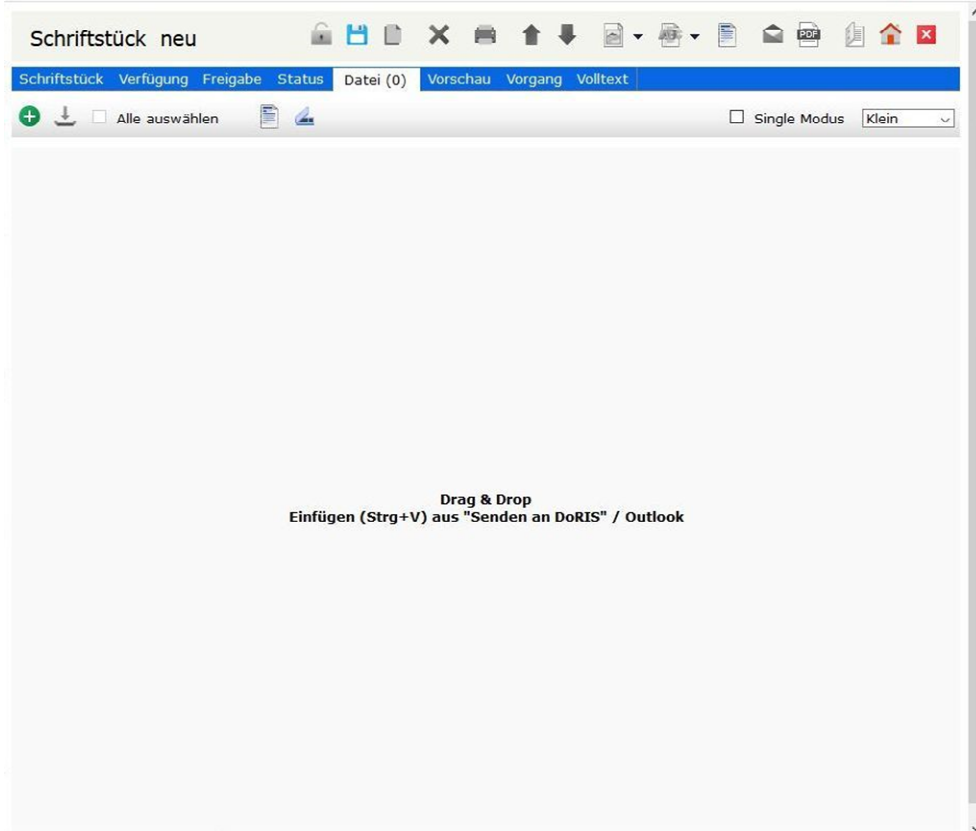 Schriftstück neu
PDF
Schriftstück Verfügung Freigabe Status Datei (0) Vorschau Vorgang Volltext
Alle auswählen Single Modus Klein
Drag & Drop
Einfügen (Strg+V) aus "Senden an DoRIS" / Outlook